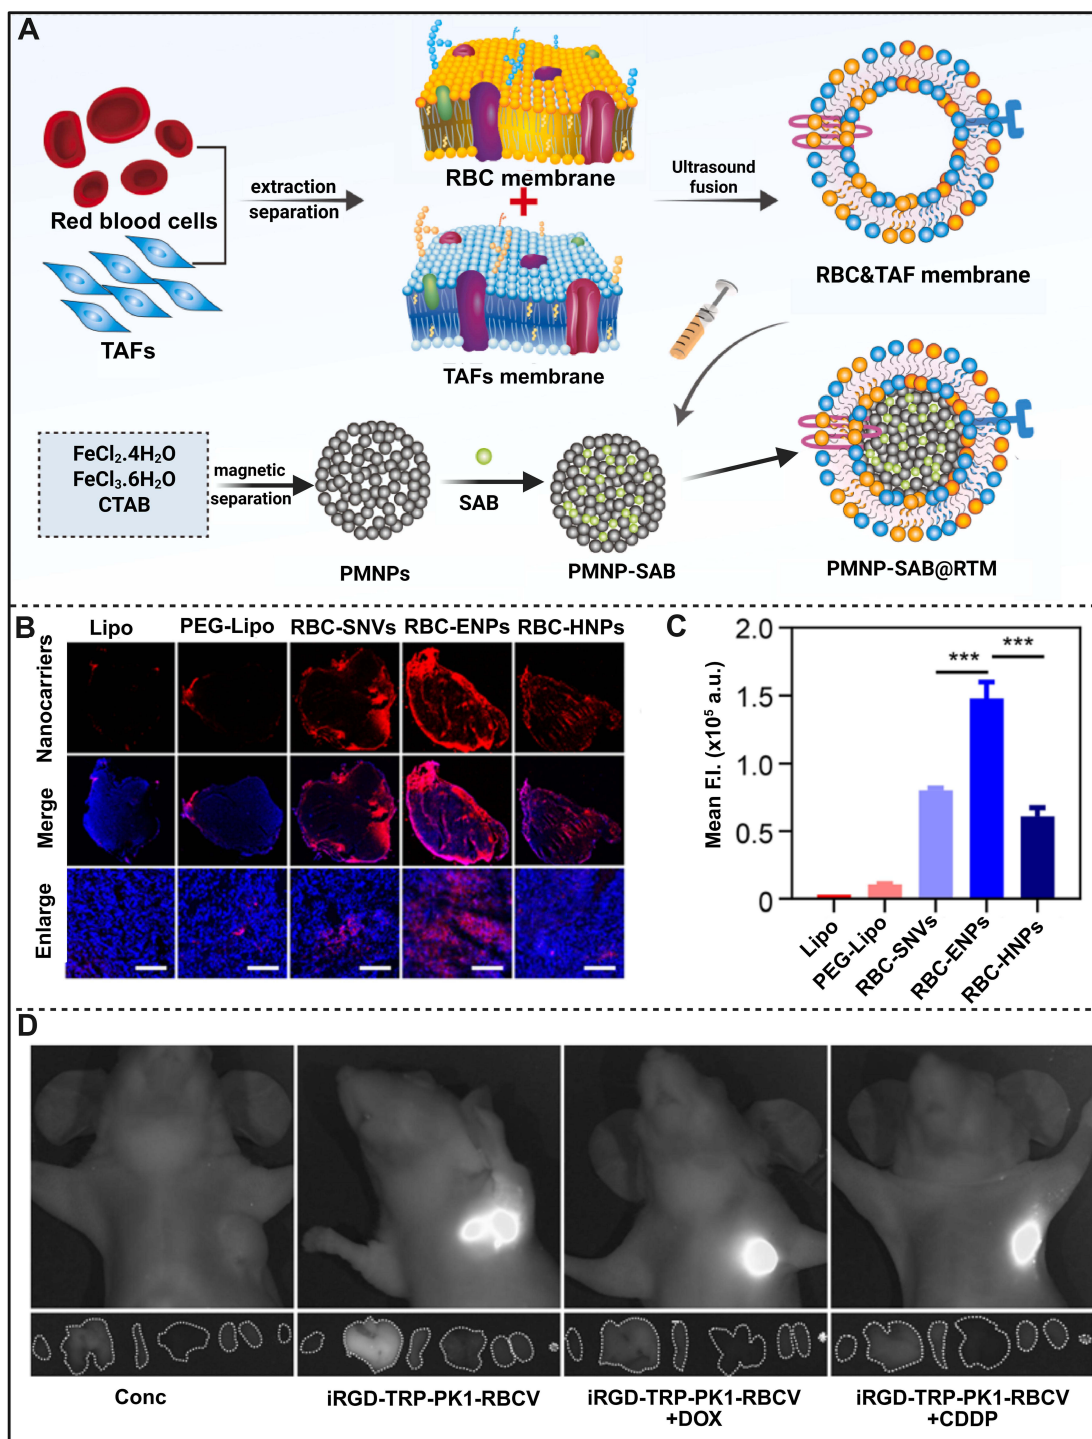 A
Red blood cells
TAFs
extraction
separation
RBC membrane
+
TAFs membrane
Ultrasound
fusion
RBC&TAF membrane
FeCl₂.4H₂O
FeCl₃.6H₂O
CTAB
magnetic
separation
PMNPs
SAB
PMNP-SAB
PMNP-SAB@RTM
B
Lipo PEG-Lipo RBC-SNVs RBC-ENPs RBC-HNPs
Nanocarriers
Merge
Enlarge
C
Mean F.I. (x10⁵ a.u.)
2.0
1.5
1.0
0.5
0
*** ***
Lipo
PEG-Lipo
RBC-SNVs
RBC-ENPs
RBC-HNPs
D
Conc
iRGD-TRP-PK1-RBCV
iRGD-TRP-PK1-RBCV
+DOX
iRGD-TRP-PK1-RBCV
+CDDP